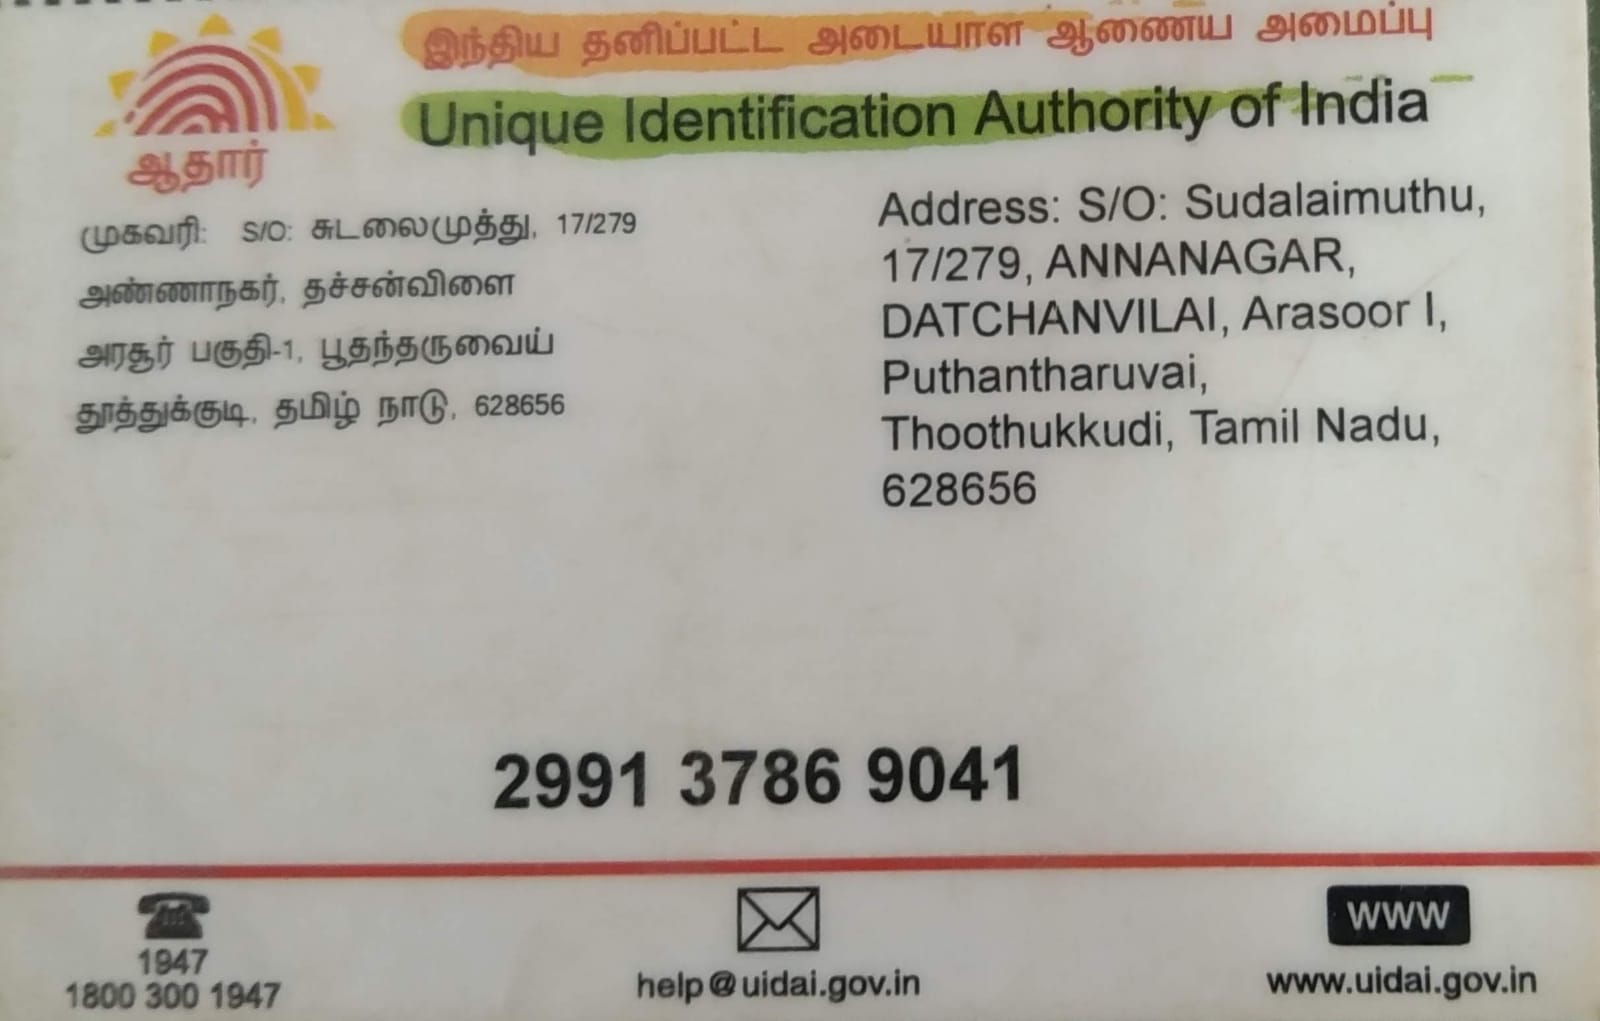 இந்திய தனிப்பட்ட அடையாள ஆணைய அமைப்பு
Unique Identification Authority of India
ஆதார்
முகவரி: S/O: சுடலைமுத்து, 17/279
அண்ணாநகர், தச்சன்விளை
அரசூர் பகுதி-1, பூதந்தருவைய்
தூத்துக்குடி, தமிழ் நாடு, 628656
Address: S/O: Sudalaimuthu,
17/279, ANNANAGAR,
DATCHANVILAI, Arasoor I,
Puthantharuvai,
Thoothukkudi, Tamil Nadu,
628656
2991 3786 9041
1947
1800 300 1947
help@uidai.gov.in
WWW
www.uidai.gov.in